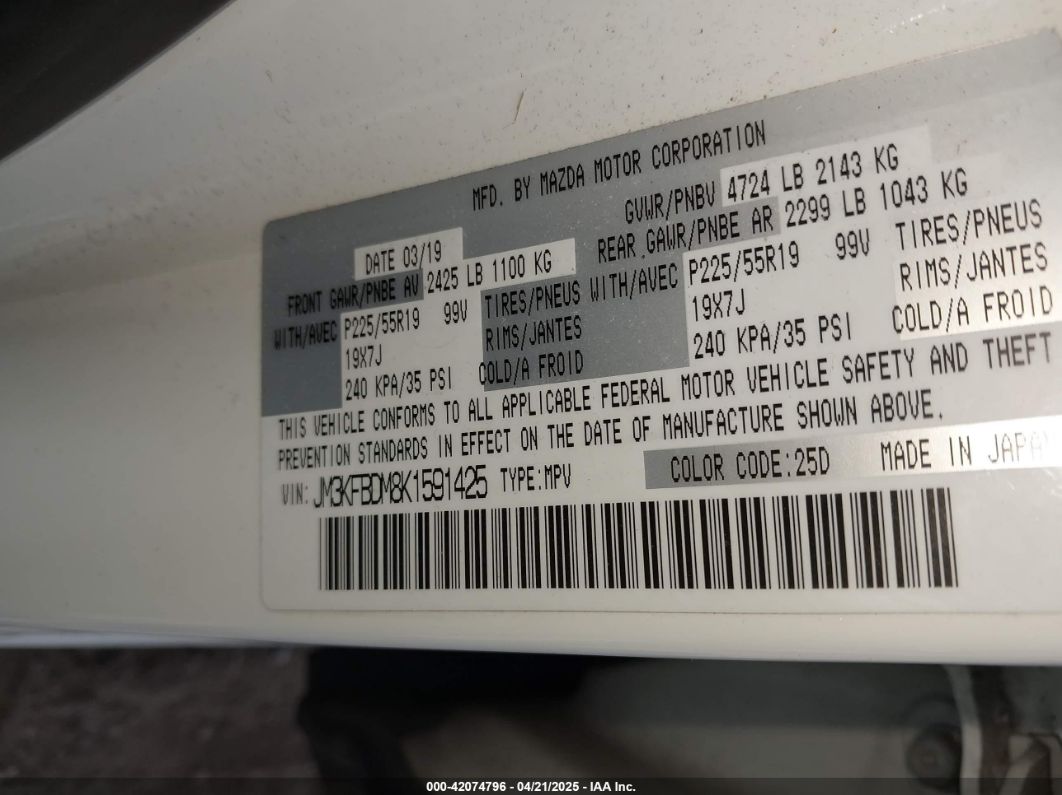 MFD. BY MAZDA MOTOR CORPORATION
DATE 03/19 GVWR/PNBV 4724 LB 2143 KG
FRONT GAWR/PNBE AV 2425 LB 1100 KG REAR GAWR/PNBE AR 2299 LB 1043 KG
WITH/AVEC P225/55R19 99V TIRES/PNEUS WITH/AVEC P225/55R19 99V TIRES/PNEUS
19X7J RIMS/JANTES 19X7J RIMS/JANTES
240 KPA/35 PSI COLD/A FROID 240 KPA/35 PSI COLD/A FROID
THIS VEHICLE CONFORMS TO ALL APPLICABLE FEDERAL MOTOR VEHICLE SAFETY AND THEFT
PREVENTION STANDARDS IN EFFECT ON THE DATE OF MANUFACTURE SHOWN ABOVE.
VIN: JM3KFBDM8K1591425 TYPE:MPV COLOR CODE:25D MADE IN JAPAN
000-42074796 - 04/21/2025 - IAA Inc.